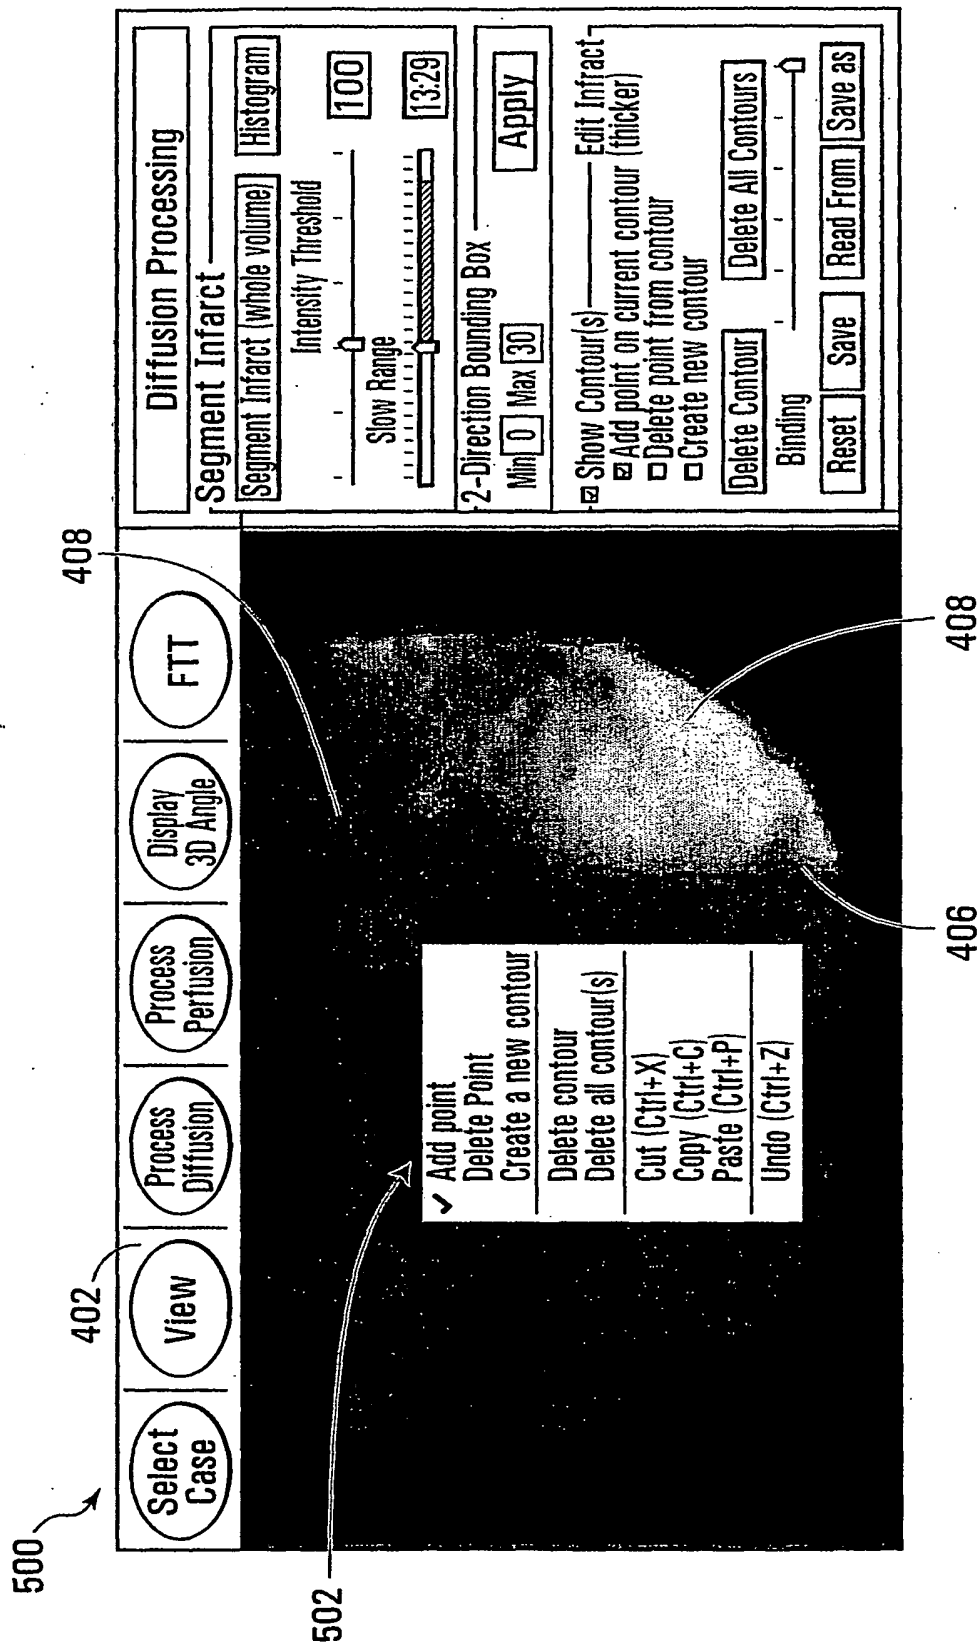 500
402
408
Select
Case
View
Process
Diffusion
Process
Perfusion
Display
3D Angle
FTT
Diffusion Processing
Segment Infarct
Segment Infarct (whole volume)
Histogram
Intensity Threshold
100
Slow Range
13:29
2-Direction Bounding Box
Min 0 Max 30
Apply
Show Contour(s) Edit Infract
Add point on current contour (thicker)
Delete point from contour
Create new contour
Delete Contour
Delete All Contours
Binding
Reset
Save
Read From
Save as
502
✓ Add point
Delete Point
Create a new contour
Delete contour
Delete all contour(s)
Cut (Ctrl+X)
Copy (Ctrl+C)
Paste (Ctrl+P)
Undo (Ctrl+Z)
406
408